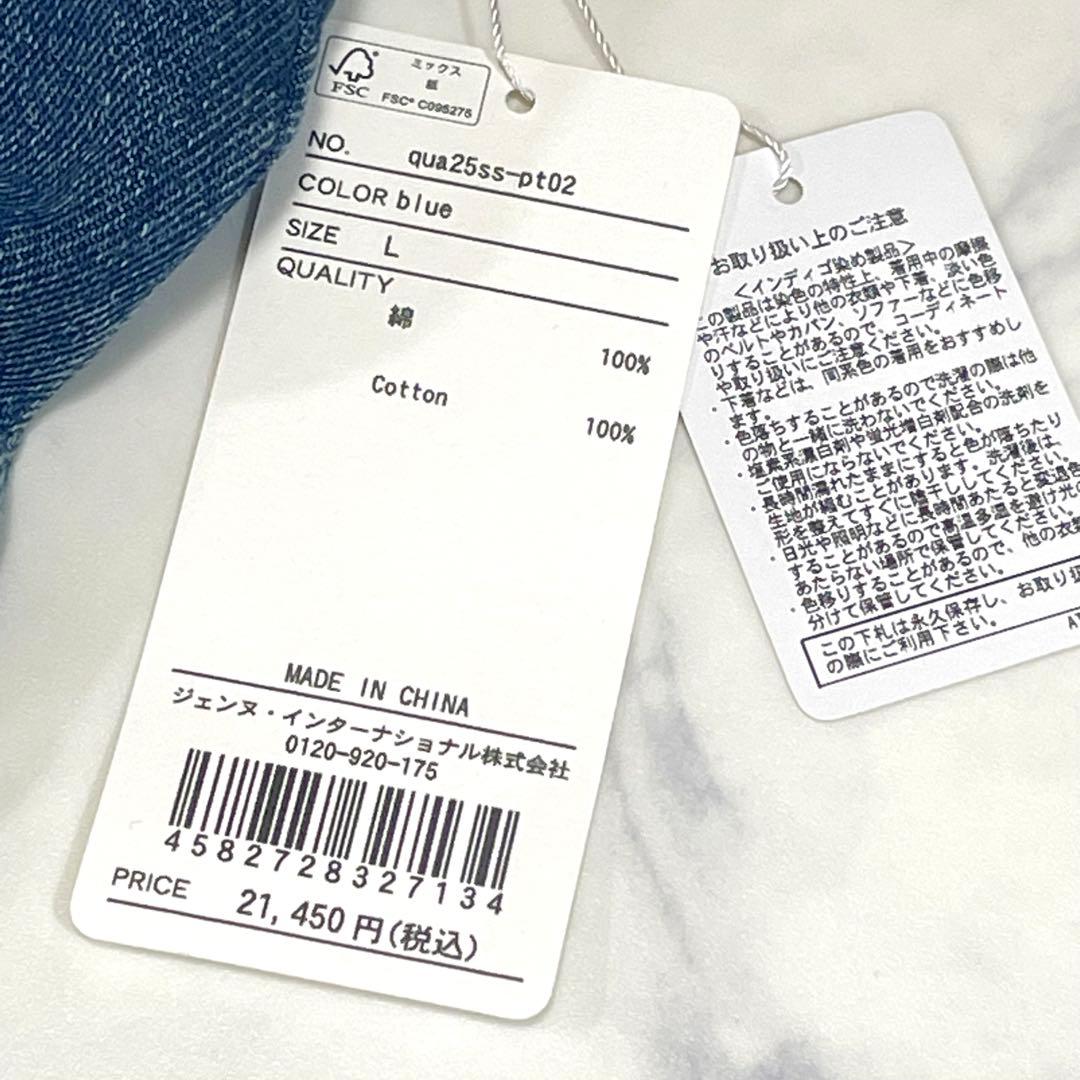 FSC
ミックス
紙
FSC® C095275
NO. qua25ss-pt02
COLOR blue
SIZE L
QUALITY
綿
100%
Cotton
100%
MADE IN CHINA
ジェンヌ・インターナショナル株式会社
0120-920-175
4582728327134
PRICE 21,450円(税込)
お取り扱い上のご注意
<インディゴ染め製品>
この製品は染色の特性上、着用中の摩擦
や汗などにより他の衣類や下着、淡い色
のベルトやカバン、ソファーなどに色移
りすることがあるので、コーディネート
や取り扱いにご注意ください。
・下着などは、同系色の着用をおすすめし
ます。
・色落ちすることがあるので洗濯の際は他
の物と一緒に洗わないでください。
・塩素系漂白剤や蛍光増白剤配合の洗剤を
ご使用にならないでください。
・長時間濡れたままにすると色が落ちたり
生地が縮むことがあります。洗濯後は、
形を整えてすぐに陰干ししてください。
・日光や照明などに長時間あたると変退色
することがあるので高温多湿を避け光の
あたらない場所で保管してください。
・色移りすることがあるので、他の衣類
分けて保管してください。
この下札は永久保存し、お取り扱
の際にご利用下さい。